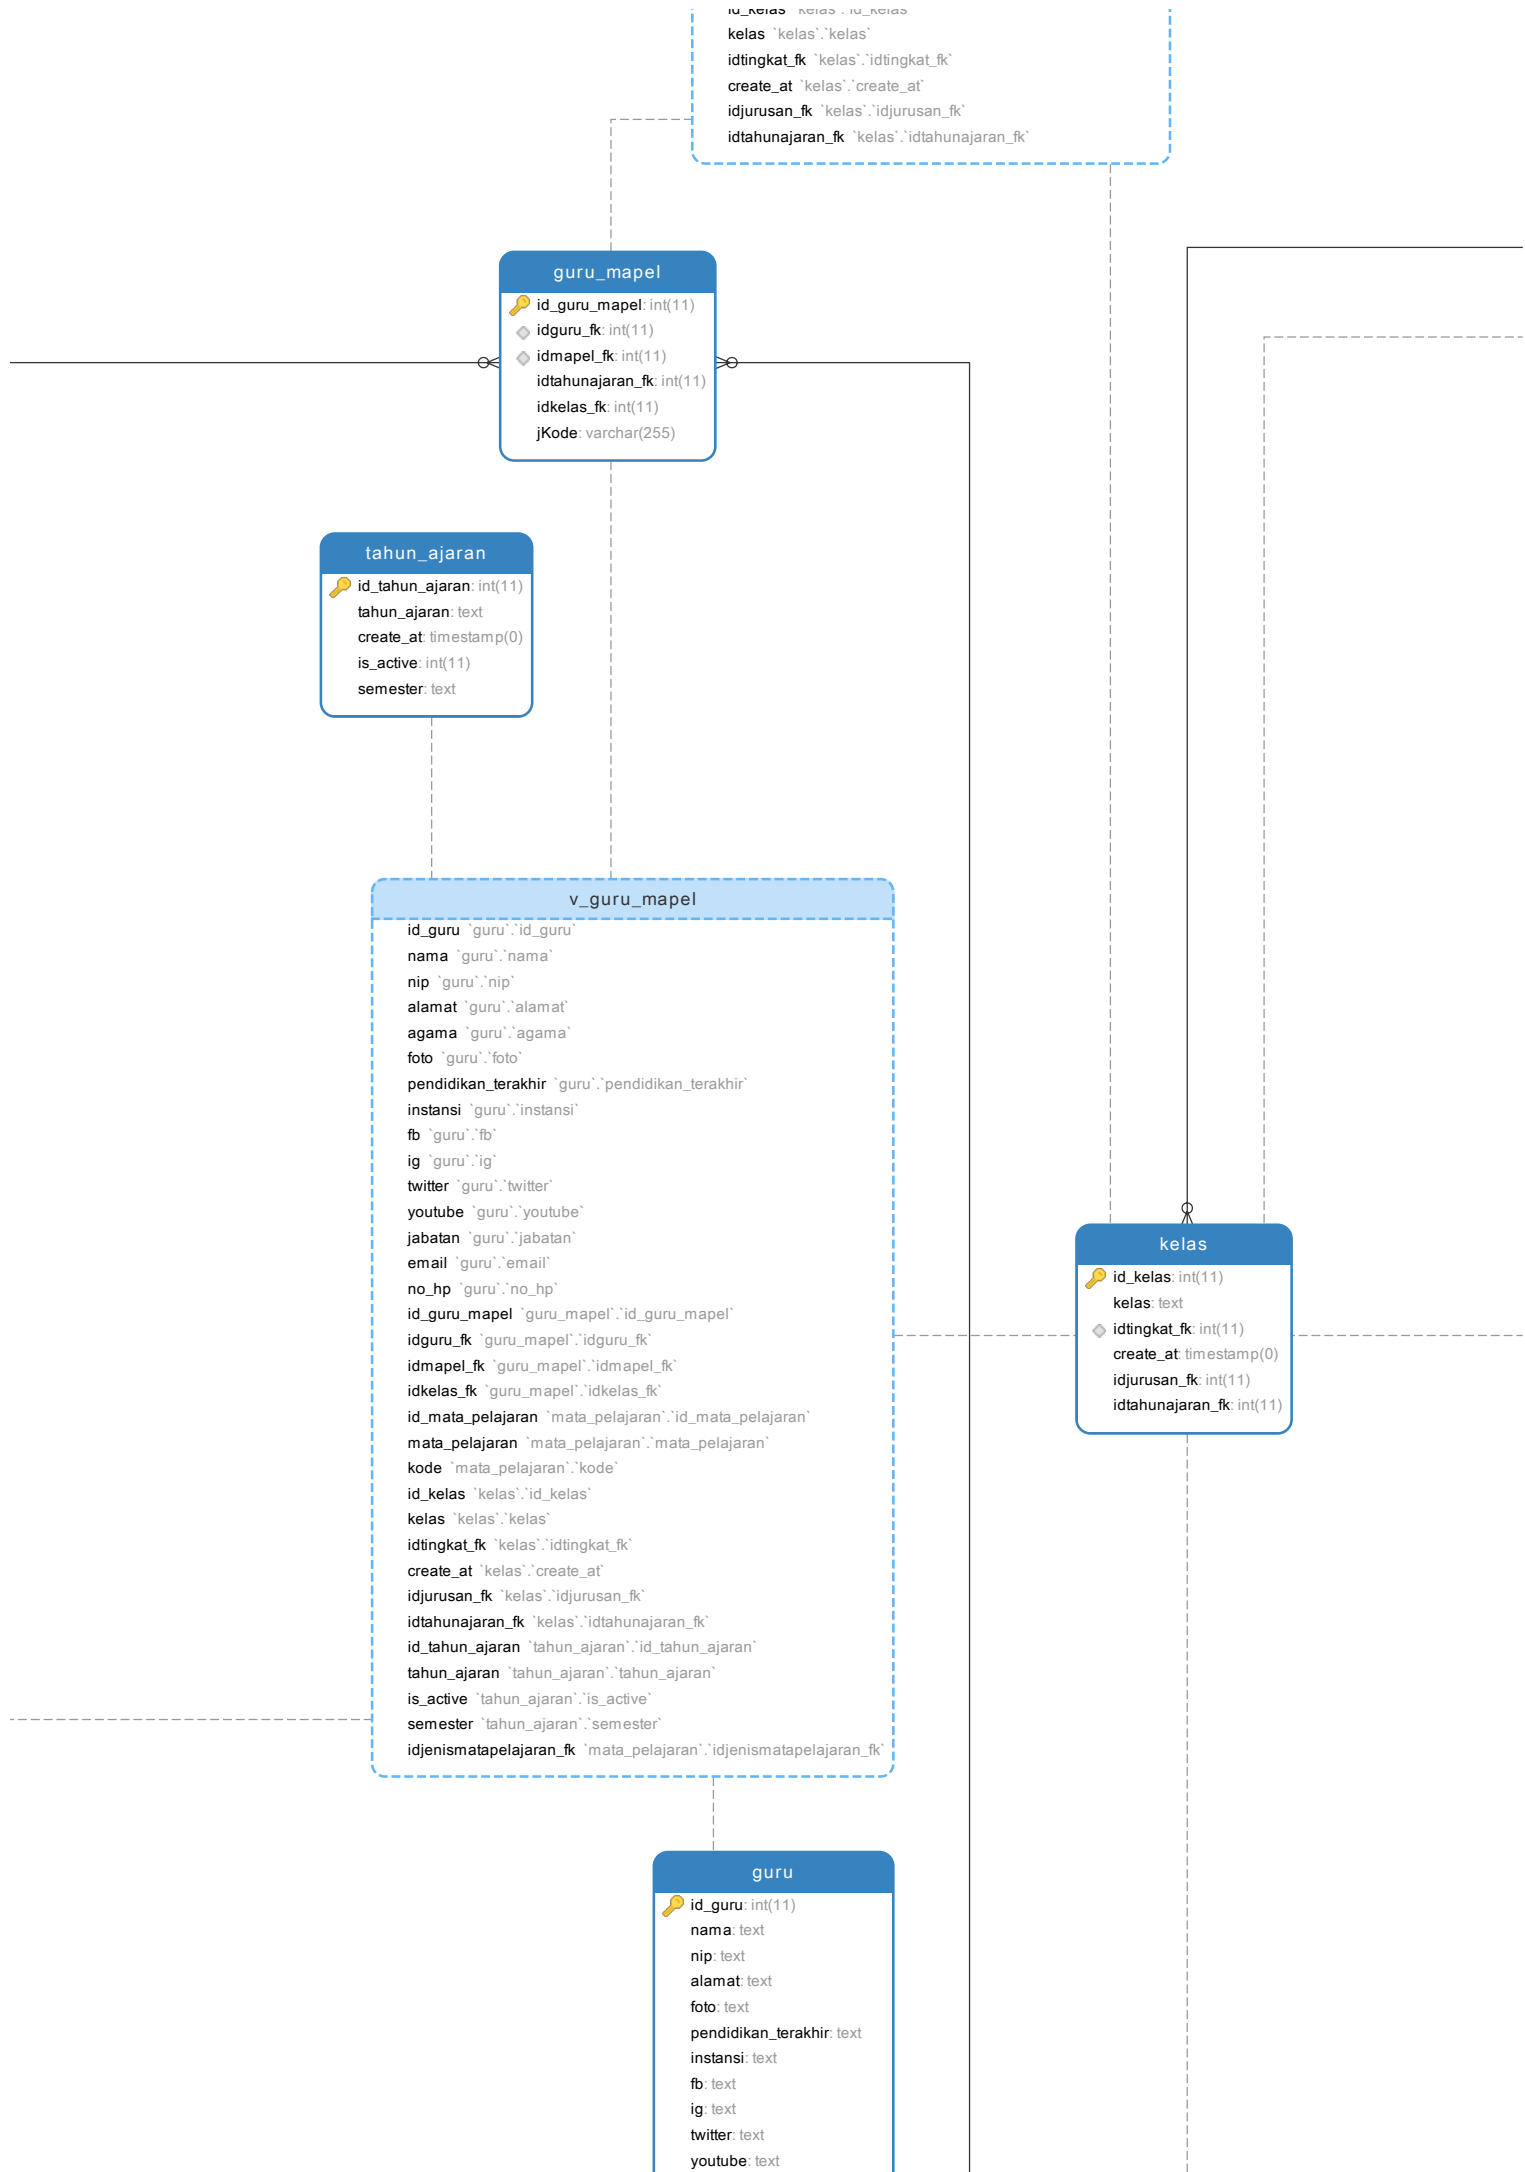 id_kelas `kelas`.`id_kelas`
kelas `kelas`.`kelas`
idtingkat_fk `kelas`.`idtingkat_fk`
create_at `kelas`.`create_at`
idjurusan_fk `kelas`.`idjurusan_fk`
idtahunajaran_fk `kelas`.`idtahunajaran_fk`
guru_mapel
id_guru_mapel: int(11)
idguru_fk: int(11)
idmapel_fk: int(11)
idtahunajaran_fk: int(11)
idkelas_fk: int(11)
jKode: varchar(255)
tahun_ajaran
id_tahun_ajaran: int(11)
tahun_ajaran: text
create_at: timestamp(0)
is_active: int(11)
semester: text
v_guru_mapel
id_guru `guru`.`id_guru`
nama `guru`.`nama`
nip `guru`.`nip`
alamat `guru`.`alamat`
agama `guru`.`agama`
foto `guru`.`foto`
pendidikan_terakhir `guru`.`pendidikan_terakhir`
instansi `guru`.`instansi`
fb `guru`.`fb`
ig `guru`.`ig`
twitter `guru`.`twitter`
youtube `guru`.`youtube`
jabatan `guru`.`jabatan`
email `guru`.`email`
no_hp `guru`.`no_hp`
id_guru_mapel `guru_mapel`.`id_guru_mapel`
idguru_fk `guru_mapel`.`idguru_fk`
idmapel_fk `guru_mapel`.`idmapel_fk`
idkelas_fk `guru_mapel`.`idkelas_fk`
id_mata_pelajaran `mata_pelajaran`.`id_mata_pelajaran`
mata_pelajaran `mata_pelajaran`.`mata_pelajaran`
kode `mata_pelajaran`.`kode`
id_kelas `kelas`.`id_kelas`
kelas `kelas`.`kelas`
idtingkat_fk `kelas`.`idtingkat_fk`
create_at `kelas`.`create_at`
idjurusan_fk `kelas`.`idjurusan_fk`
idtahunajaran_fk `kelas`.`idtahunajaran_fk`
id_tahun_ajaran `tahun_ajaran`.`id_tahun_ajaran`
tahun_ajaran `tahun_ajaran`.`tahun_ajaran`
is_active `tahun_ajaran`.`is_active`
semester `tahun_ajaran`.`semester`
idjenismatapelajaran_fk `mata_pelajaran`.`idjenismatapelajaran_fk`
kelas
id_kelas: int(11)
kelas: text
idtingkat_fk: int(11)
create_at: timestamp(0)
idjurusan_fk: int(11)
idtahunajaran_fk: int(11)
guru
id_guru: int(11)
nama: text
nip: text
alamat: text
foto: text
pendidikan_terakhir: text
instansi: text
fb: text
ig: text
twitter: text
youtube: text